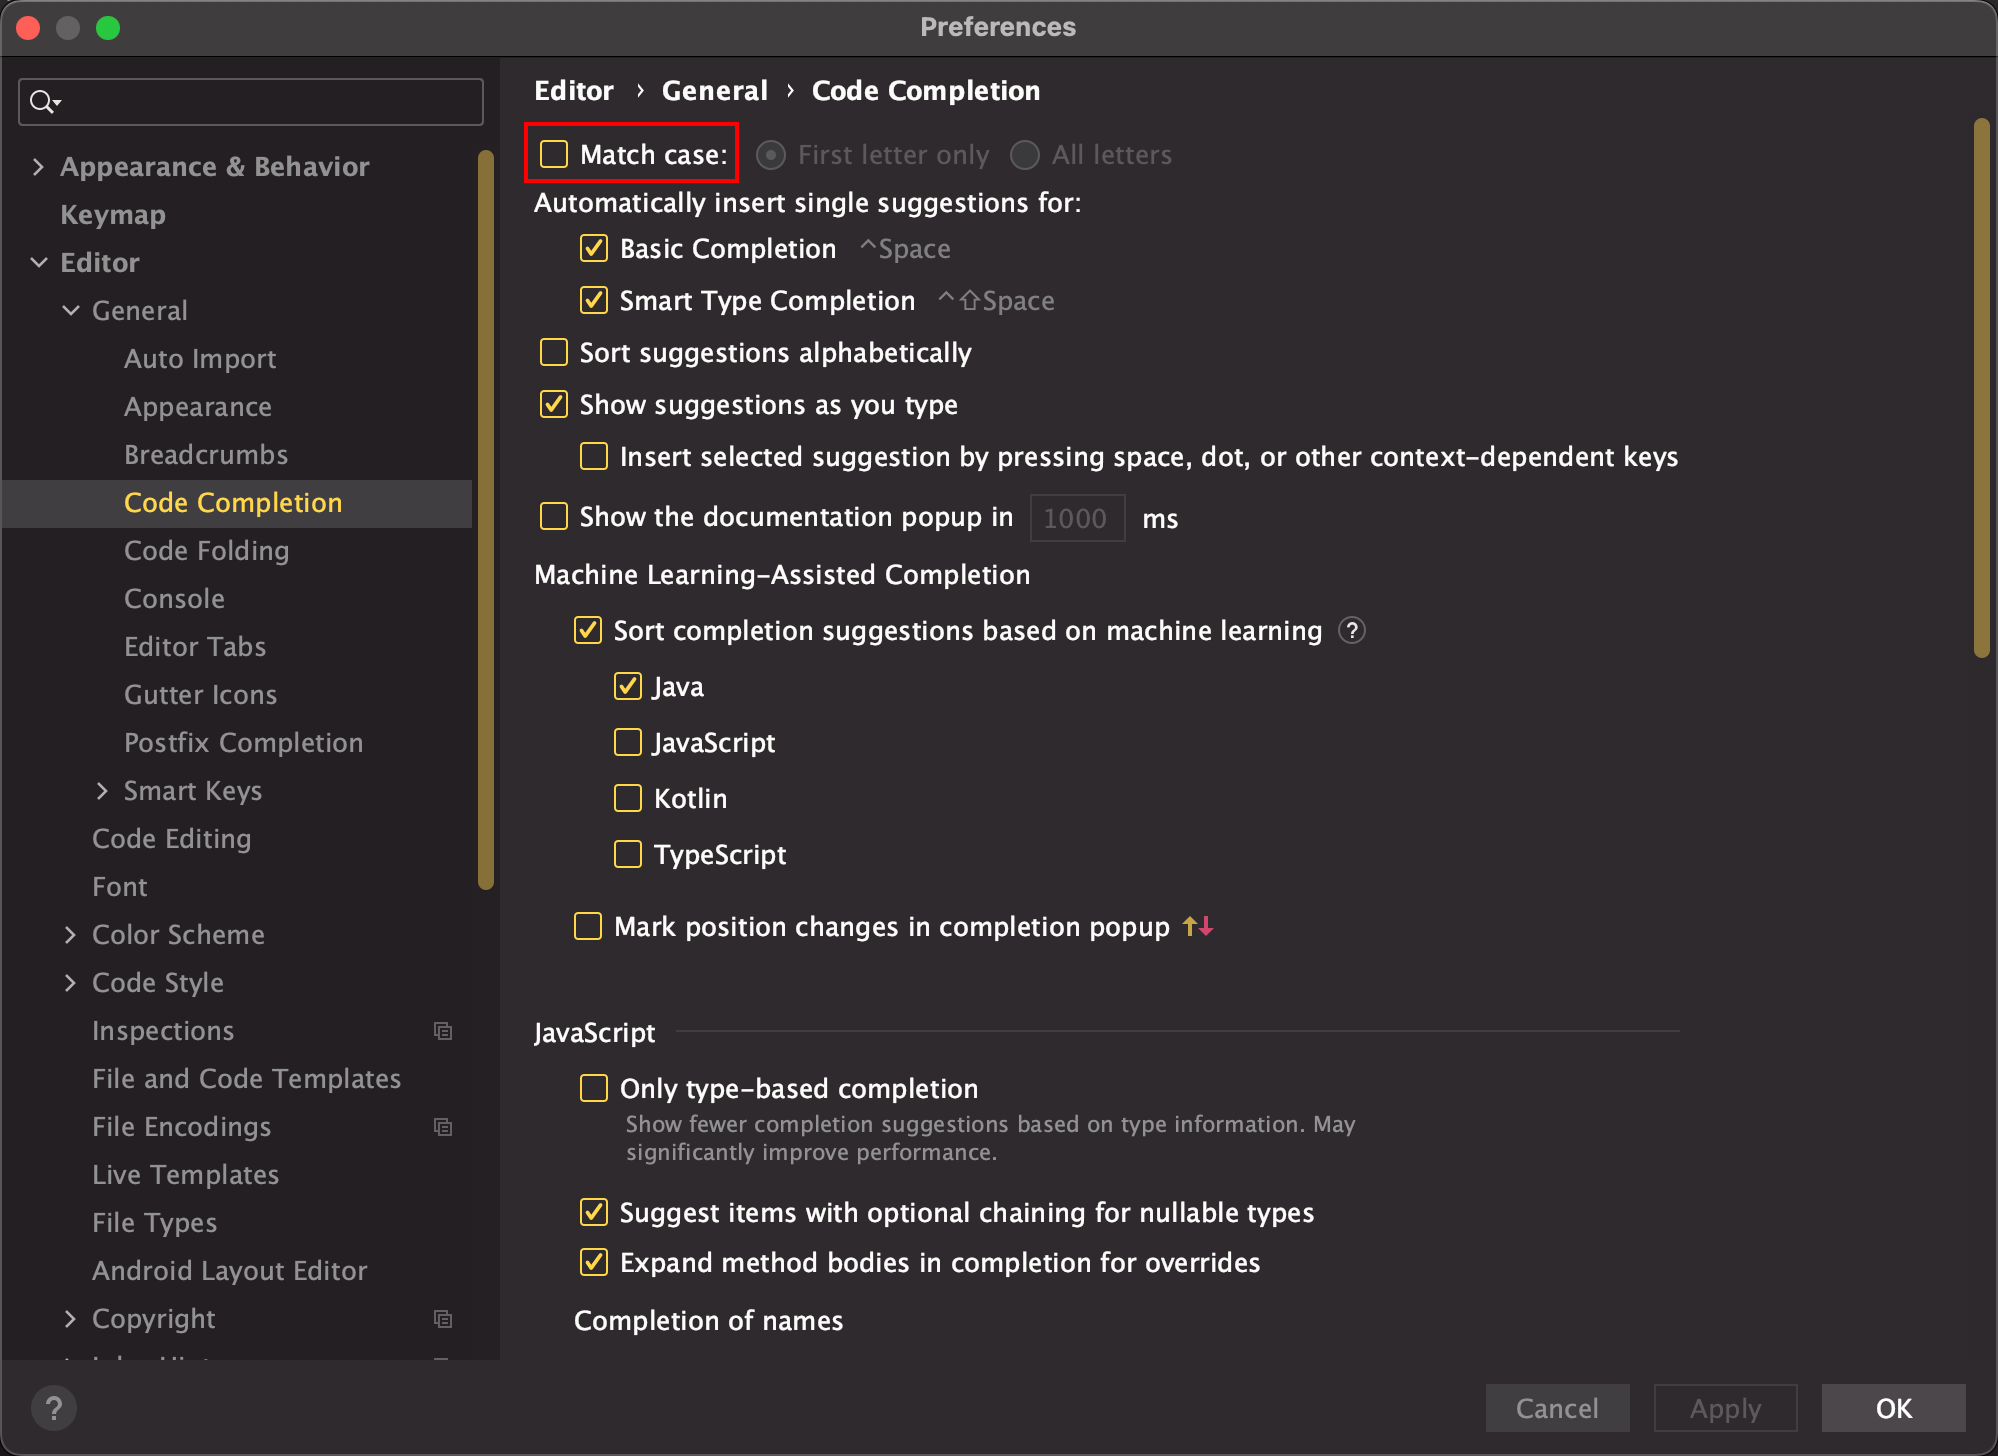 Preferences
Editor › General › Code Completion
Appearance & Behavior
Keymap
Editor
General
Auto Import
Appearance
Breadcrumbs
Code Completion
Code Folding
Console
Editor Tabs
Gutter Icons
Postfix Completion
Smart Keys
Code Editing
Font
Color Scheme
Code Style
Inspections
File and Code Templates
File Encodings
Live Templates
File Types
Android Layout Editor
Copyright
Match case: First letter only All letters
Automatically insert single suggestions for:
Basic Completion ^Space
Smart Type Completion ^⇧Space
Sort suggestions alphabetically
Show suggestions as you type
Insert selected suggestion by pressing space, dot, or other context-dependent keys
Show the documentation popup in 1000 ms
Machine Learning-Assisted Completion
Sort completion suggestions based on machine learning ?
Java
JavaScript
Kotlin
TypeScript
Mark position changes in completion popup
JavaScript
Only type-based completion
Show fewer completion suggestions based on type information. May
significantly improve performance.
Suggest items with optional chaining for nullable types
Expand method bodies in completion for overrides
Completion of names
? Cancel Apply OK